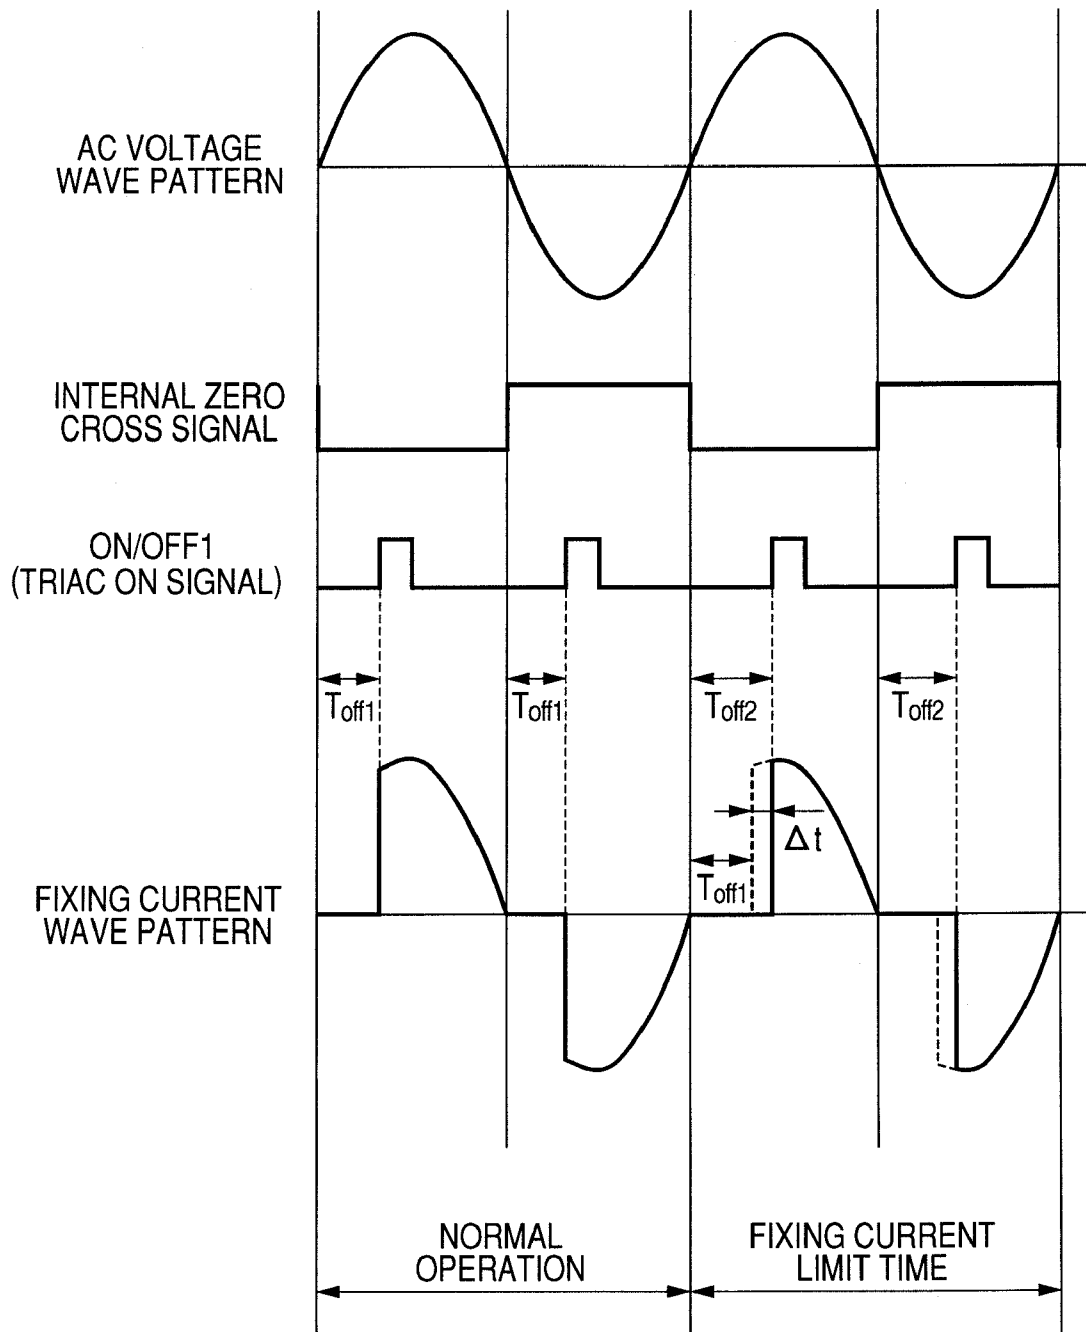 AC VOLTAGE
WAVE PATTERN
INTERNAL ZERO
CROSS SIGNAL
ON/OFF1
(TRIAC ON SIGNAL)
Toff1
Toff1
Toff2
Toff2
Δt
Toff1
FIXING CURRENT
WAVE PATTERN
NORMAL
OPERATION
FIXING CURRENT
LIMIT TIME